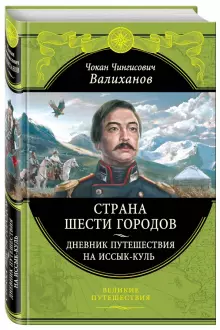 Чокан Чингисович
Валиханов
СТРАНА
ШЕСТИ ГОРОДОВ
ДНЕВНИК ПУТЕШЕСТВИЯ
НА ИССЫК-КУЛЬ
ВЕЛИКИЕ
ПУТЕШЕСТВИЯ